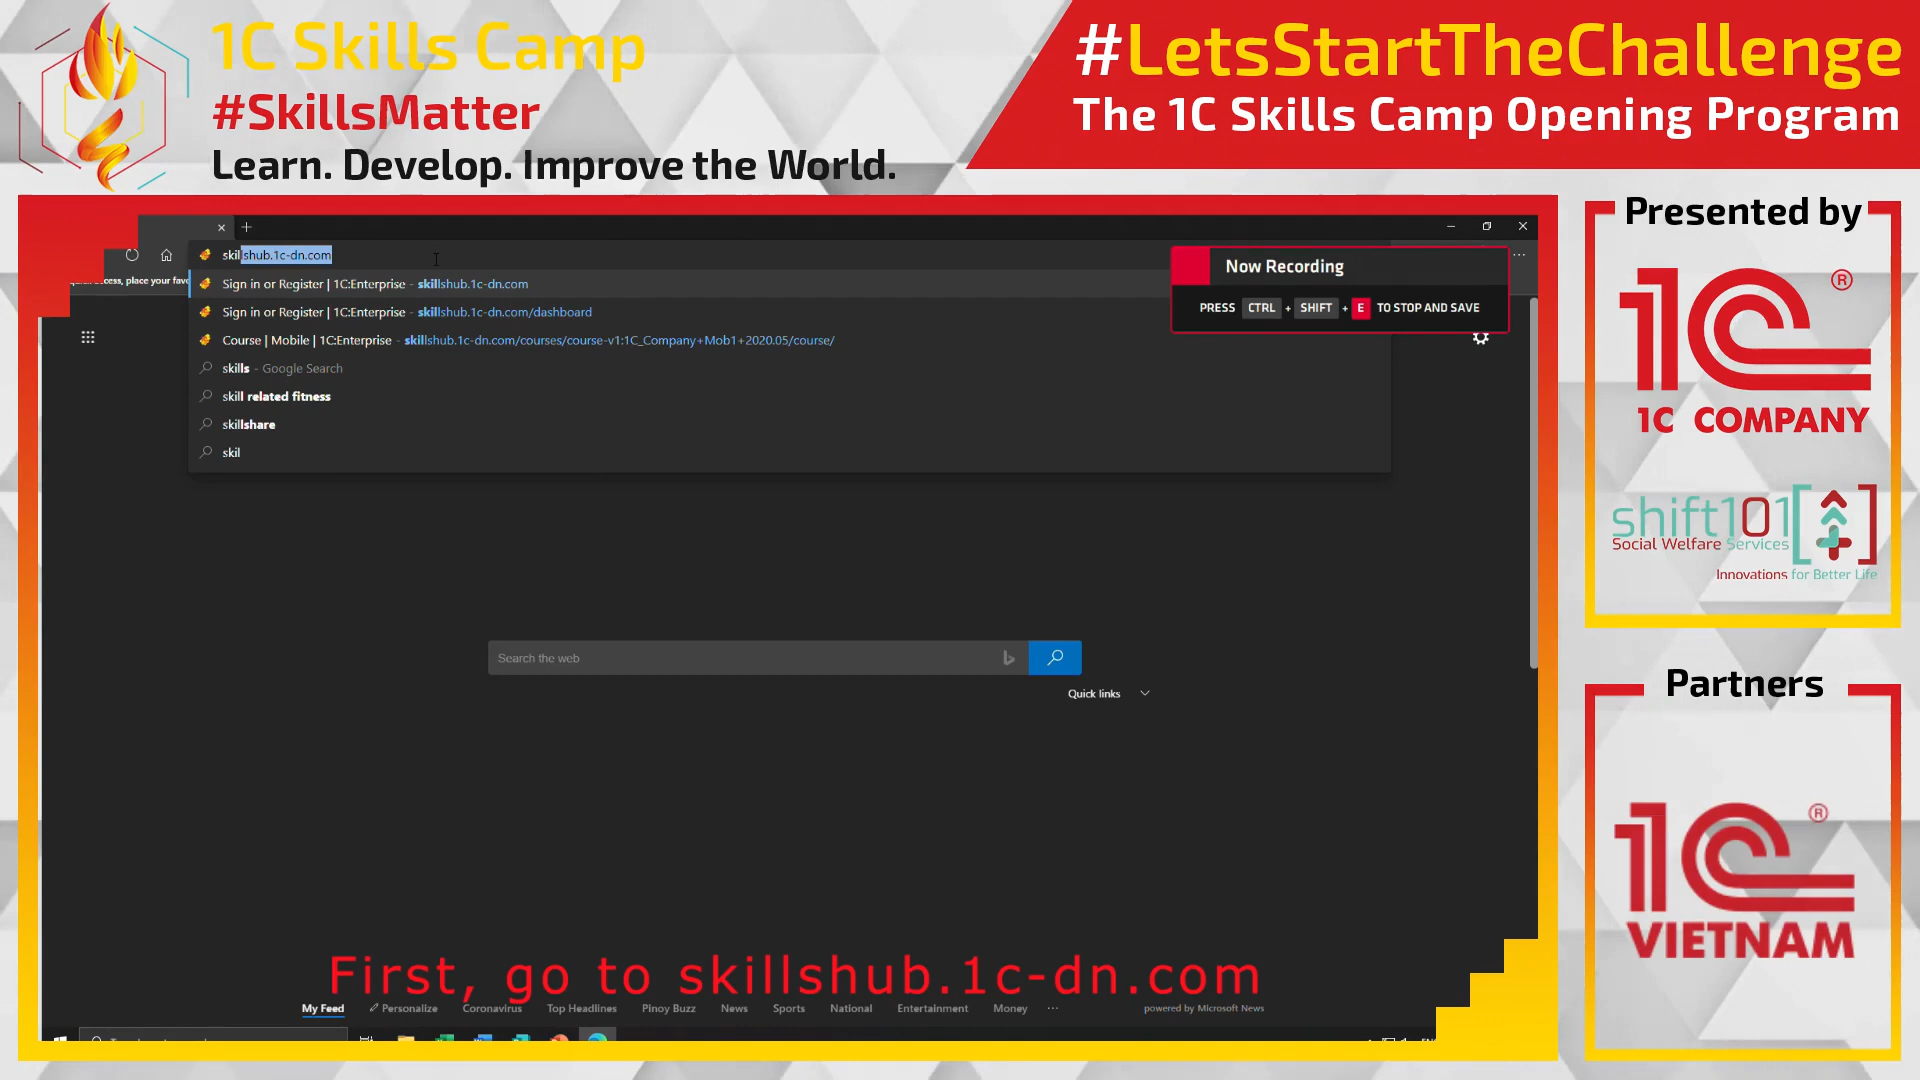 1C Skills Camp
#SkillsMatter
Learn. Develop. Improve the World.
#LetsStartTheChallenge
The 1C Skills Camp Opening Program
skillshub.1c-dn.com
Sign in or Register | 1C:Enterprise - skillshub.1c-dn.com
Sign in or Register | 1C:Enterprise - skillshub.1c-dn.com/dashboard
Course | Mobile | 1C:Enterprise - skillshub.1c-dn.com/courses/course-v1:1C_Company+Mob1+2020.05/course/
skills - Google Search
skill related fitness
skillshare
skil
access, place your favo
Now Recording
PRESS CTRL + SHIFT + E TO STOP AND SAVE
Search the web
Quick links
First, go to skillshub.1c-dn.com
My Feed Personalize Coronavirus Top Headlines Pinoy Buzz News Sports National Entertainment Money ... powered by Microsoft News
Presented by
1C ®
1C COMPANY
shift101
Social Welfare Services
Innovations for Better Life
Partners
1C ®
VIETNAM